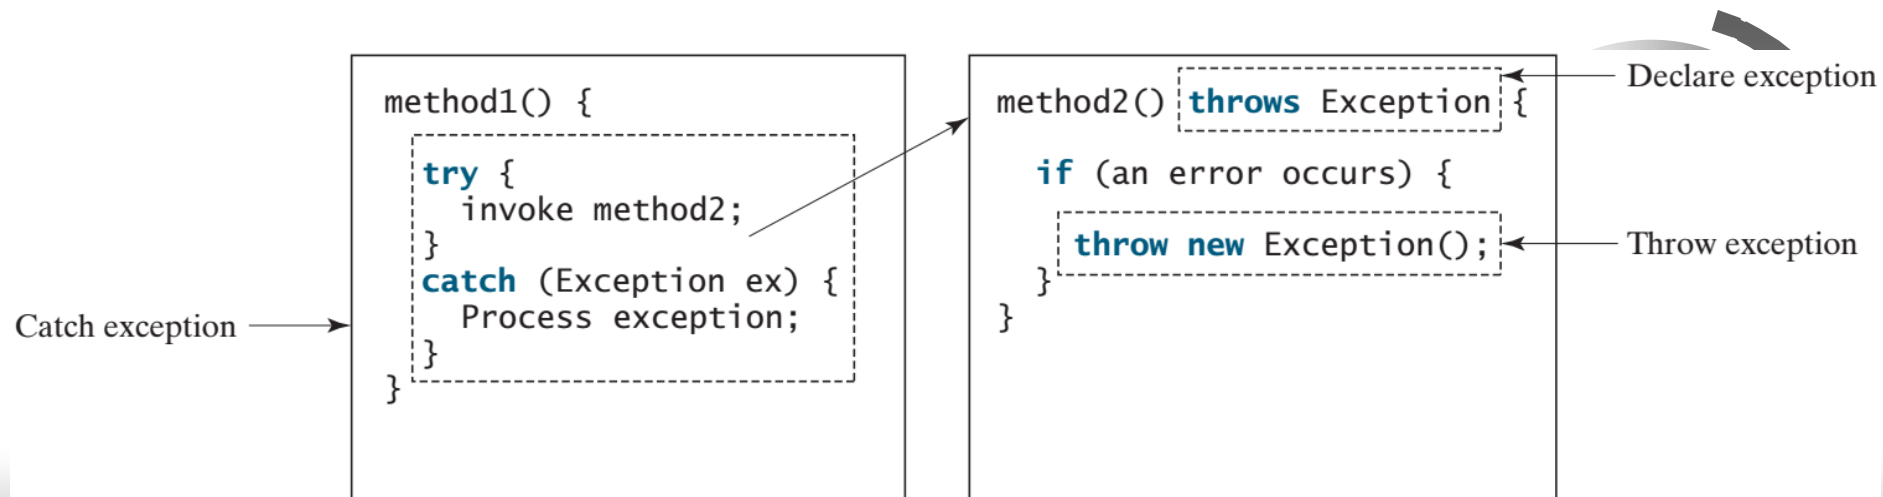 Catch exception
method1() {
try {
invoke method2;
}
catch (Exception ex) {
Process exception;
}
}
method2() throws Exception {
if (an error occurs) {
throw new Exception();
}
}
Declare exception
Throw exception